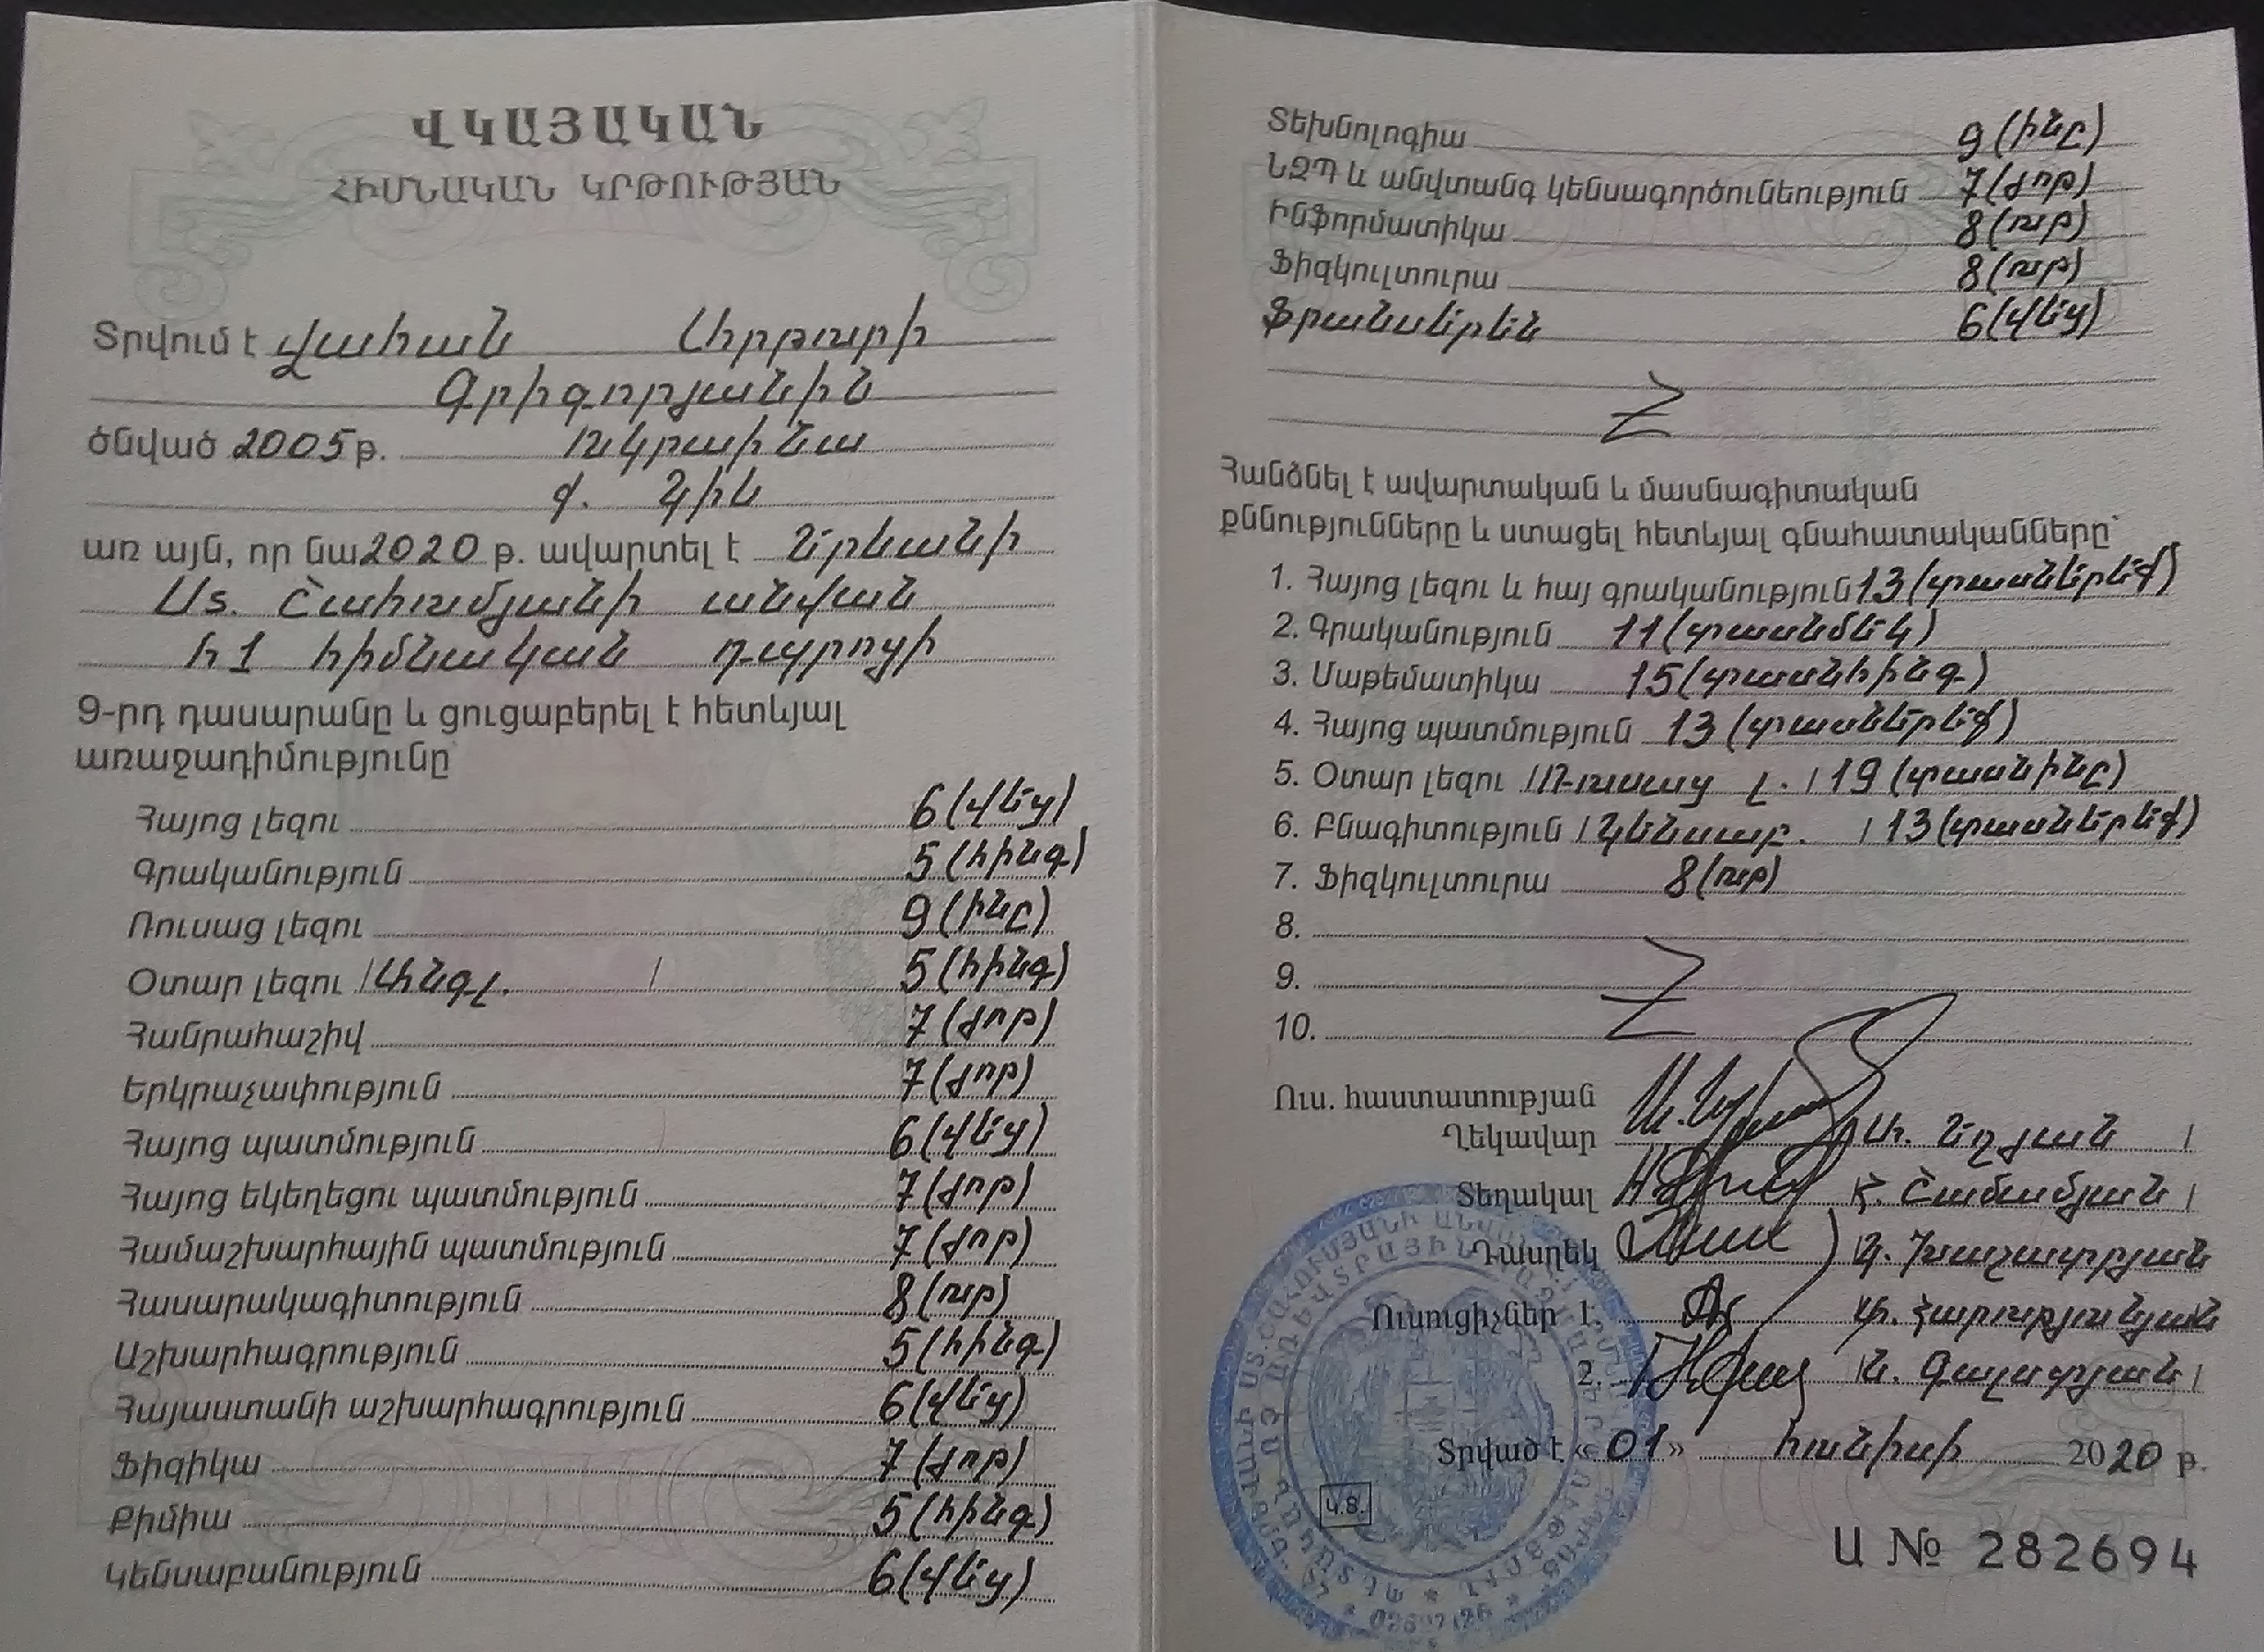 ՎԿԱՅԱԿԱՆ
ՀԻՄՆԱԿԱՆ ԿՐԹՈՒԹՅԱՆ
Տրվում է Վահան Արթուրի
Գրիգորյանին
ծնված 2005 թ. Ուկրաինա
ք. Կիև
առ այն, որ նա 2020 թ. ավարտել է Երևանի
Ստ. Շահումյանի անվան
հ1 հիմնական դպրոցի
9-րդ դասարանը և ցուցաբերել է հետևյալ
առաջադիմությունը՝
Հայոց լեզու 6 (վեց)
Գրականություն 5 (հինգ)
Ռուսաց լեզու 9 (ինը)
Օտար լեզու /Անգլ. / 5 (հինգ)
Հանրահաշիվ 7 (յոթ)
Երկրաչափություն 7 (յոթ)
Հայոց պատմություն 6 (վեց)
Հայոց եկեղեցու պատմություն 7 (յոթ)
Համաշխարհային պատմություն 7 (յոթ)
Հասարակագիտություն 8 (ութ)
Աշխարհագրություն 5 (հինգ)
Հայաստանի աշխարհագրություն 6 (վեց)
Ֆիզիկա 7 (յոթ)
Քիմիա 5 (հինգ)
Կենսաբանություն 6 (վեց)
Տեխնոլոգիա 9 (ինը)
ՆԶՊ և անվտանգ կենսագործունեություն 7 (յոթ)
Ինֆորմատիկա 8 (ութ)
Ֆիզկուլտուրա 8 (ութ)
Ֆրանսերեն 6 (վեց)
Հանձնել է ավարտական և մասնագիտական
քննությունները և ստացել հետևյալ գնահատականները՝
1. Հայոց լեզու և հայ գրականություն 13 (տասներեք)
2. Գրականություն 11 (տասնմեկ)
3. Մաթեմատիկա 15 (տասնհինգ)
4. Հայոց պատմություն 13 (տասներեք)
5. Օտար լեզու /Ռուսաց լ. / 19 (տասնինը)
6. Բնագիտություն /Կենսաբ. / 13 (տասներեք)
7. Ֆիզկուլտուրա 8 (ութ)
8.
9.
10.
Ուս. հաստատության
Ղեկավար Ա. Եղյան /
Տեղակալ Հ. Շամամյան /
Դասղեկ Խաչատրյան
Ուսուցիչներ 1. Հարությունյան
2. /Ն. Գալստյան /
Տրված է «01» հունիսի 2020 թ.
Կ.Տ.
Ա № 282694